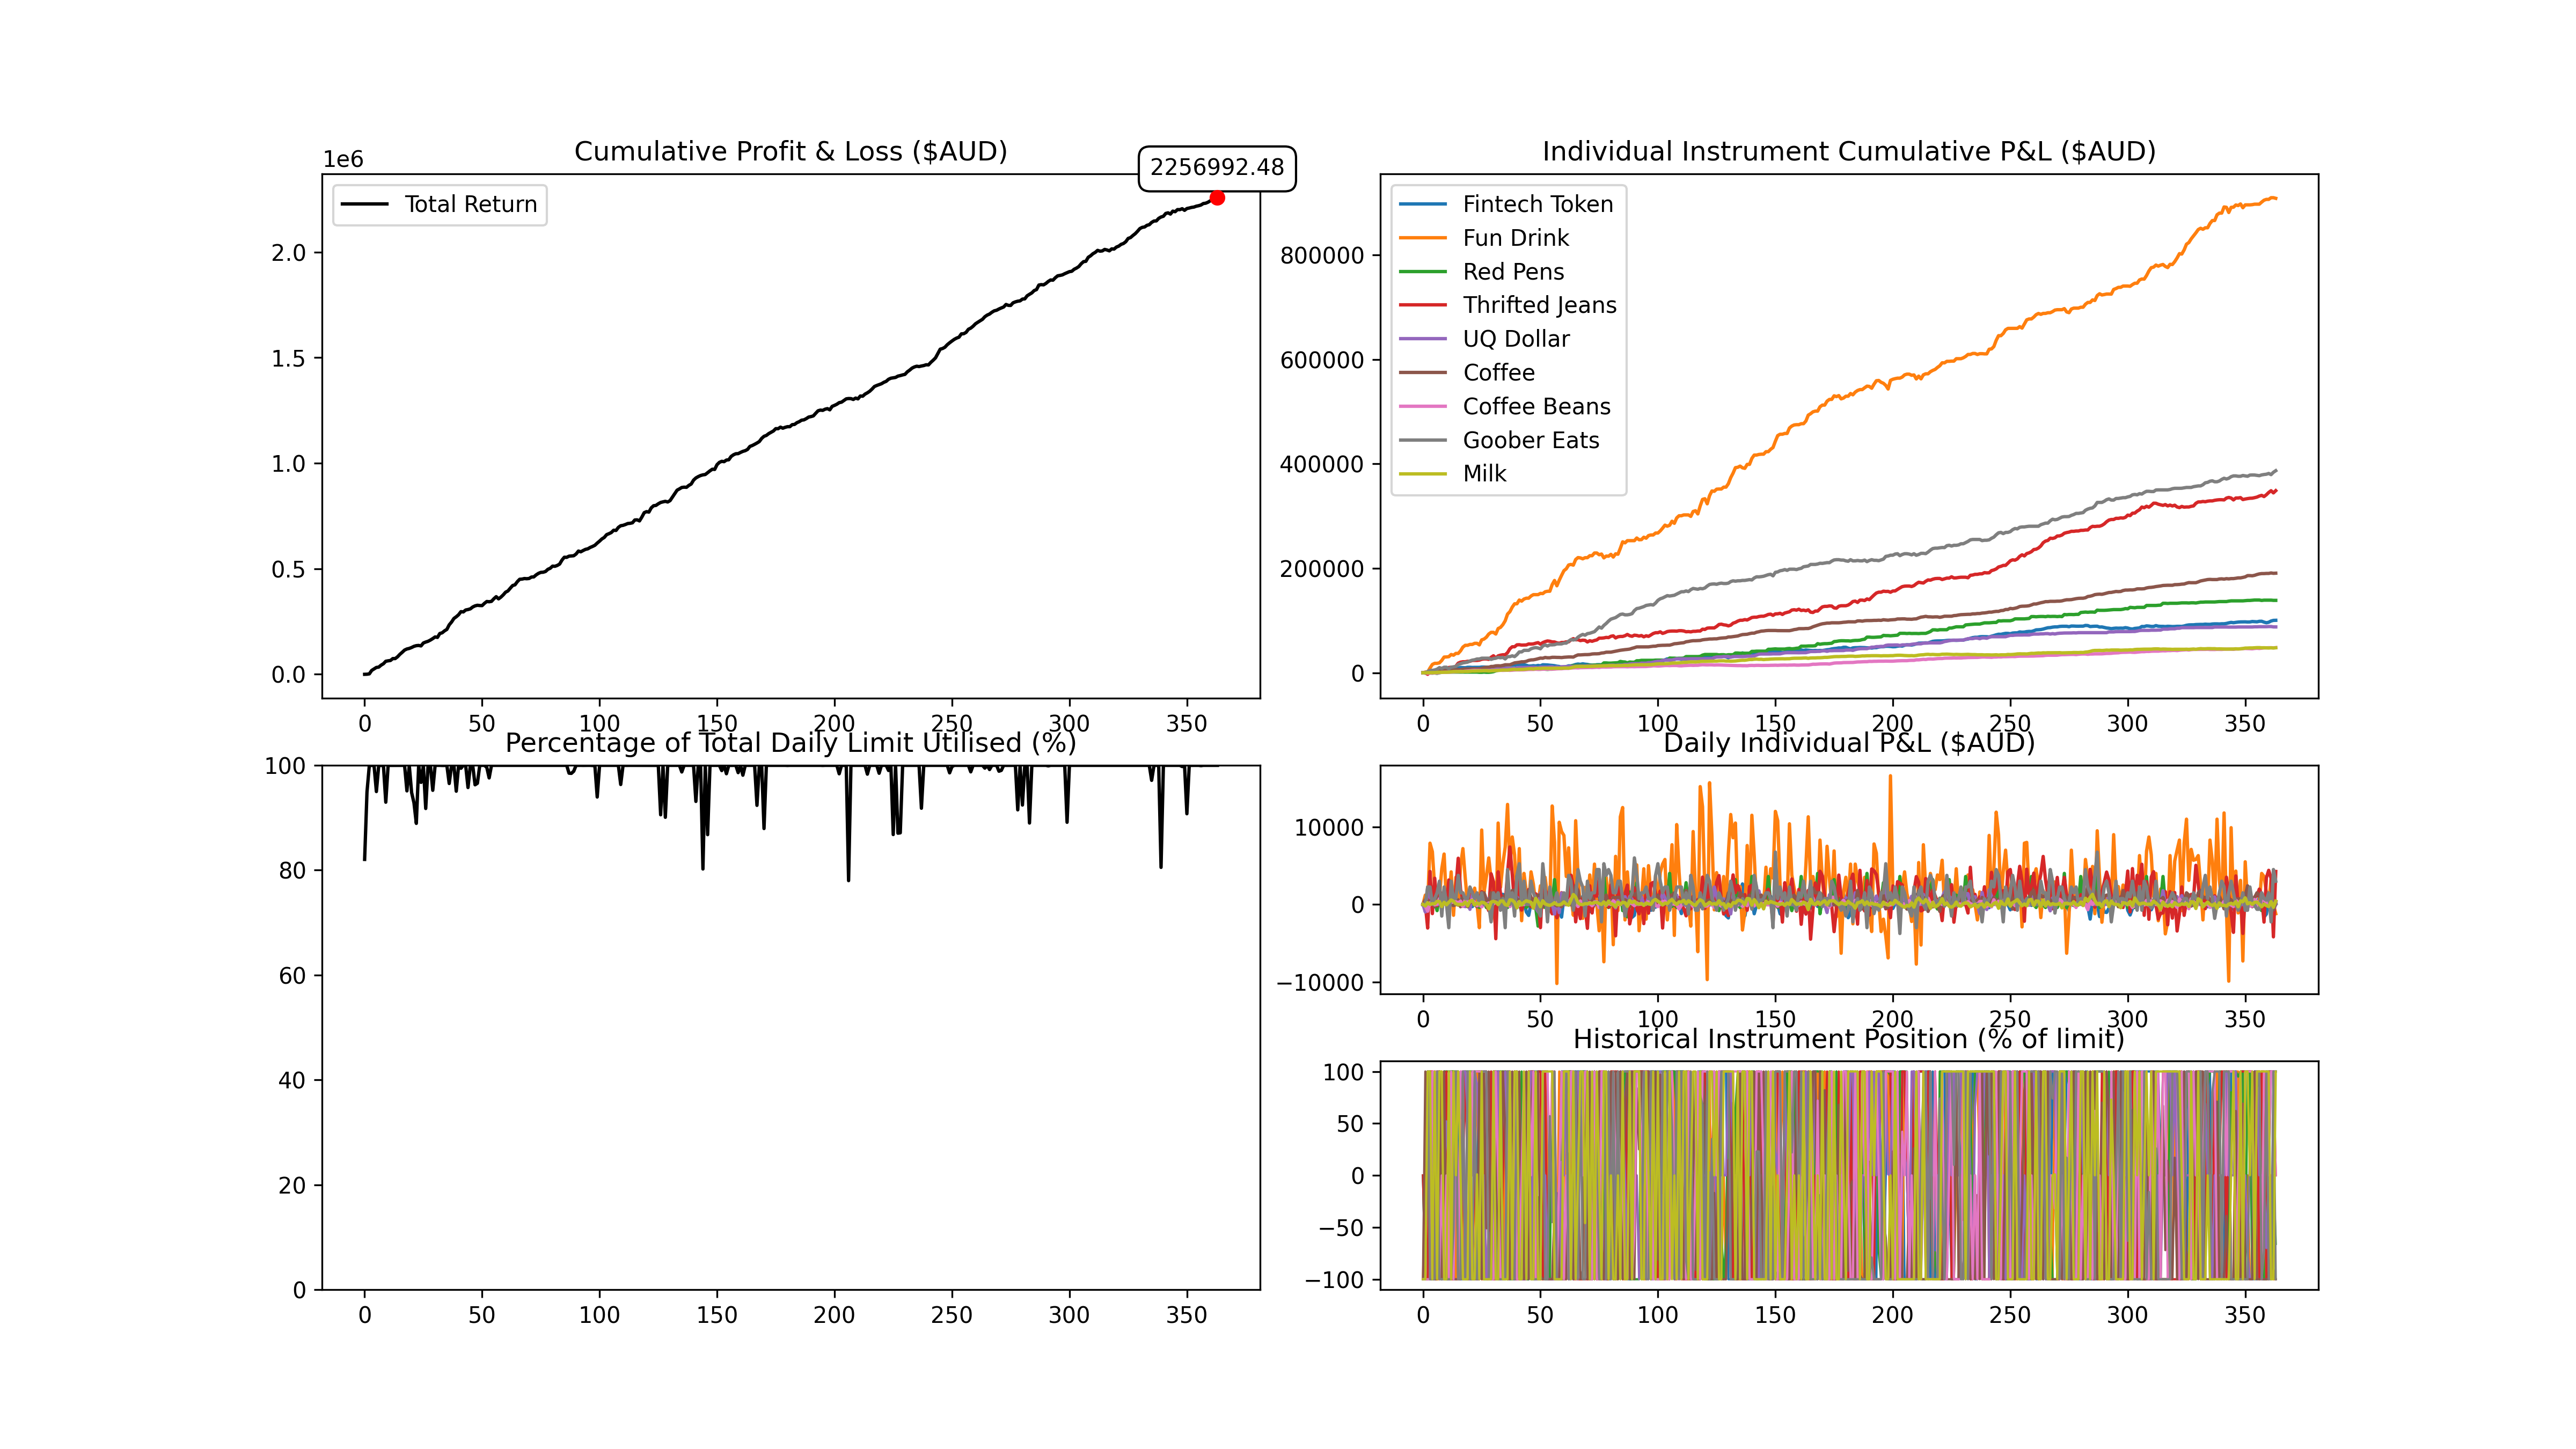 Cumulative Profit & Loss ($AUD)
1e6
2256992.48
Total Return
2.0
1.5
1.0
0.5
0.0
0 50 100 150 200 250 300 350
Individual Instrument Cumulative P&L ($AUD)
Fintech Token
Fun Drink
Red Pens
Thrifted Jeans
UQ Dollar
Coffee
Coffee Beans
Goober Eats
Milk
800000
600000
400000
200000
0
0 50 100 150 200 250 300 350
Percentage of Total Daily Limit Utilised (%)
100
80
60
40
20
0
0 50 100 150 200 250 300 350
Daily Individual P&L ($AUD)
10000
0
−10000
0 50 100 150 200 250 300 350
Historical Instrument Position (% of limit)
100
50
0
−50
−100
0 50 100 150 200 250 300 350